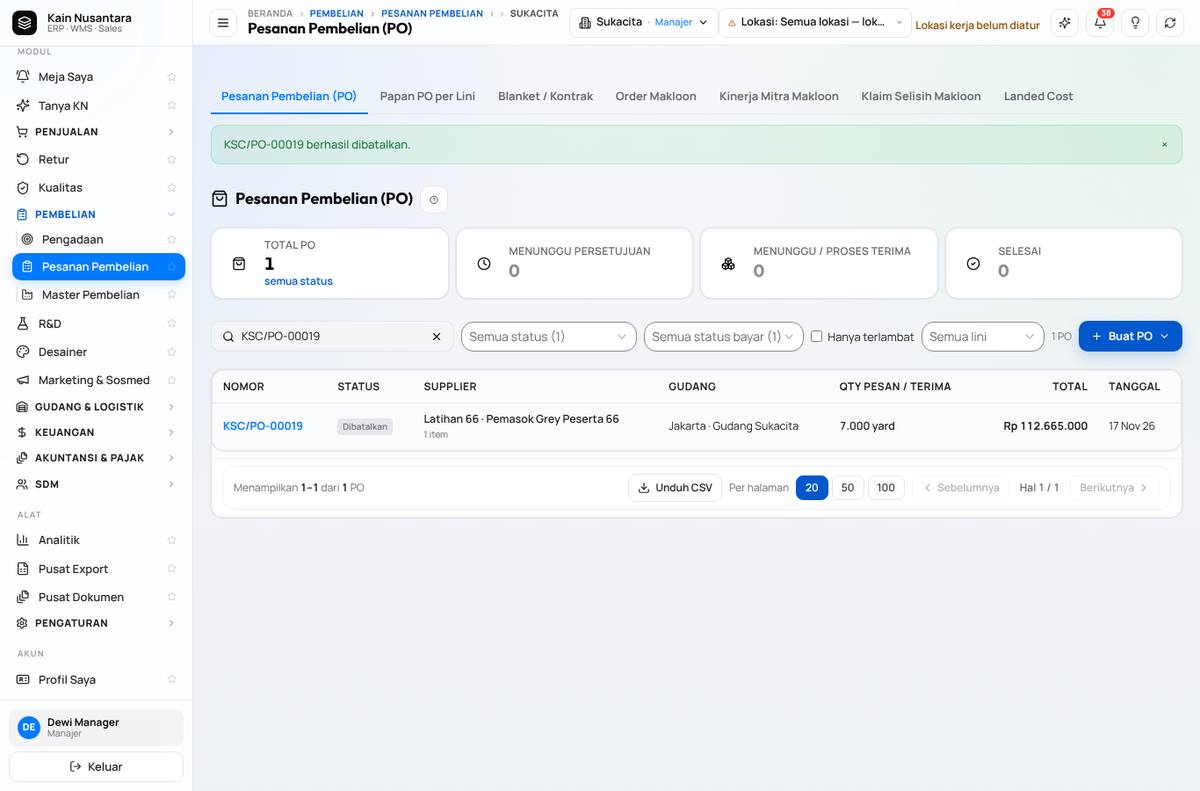 Kain Nusantara
ERP · WMS · Sales
MODUL
Meja Saya
Tanya KN
PENJUALAN
Retur
Kualitas
PEMBELIAN
Pengadaan
Pesanan Pembelian
Master Pembelian
R&D
Desainer
Marketing & Sosmed
GUDANG & LOGISTIK
KEUANGAN
AKUNTANSI & PAJAK
SDM
ALAT
Analitik
Pusat Export
Pusat Dokumen
PENGATURAN
AKUN
Profil Saya
DE
Dewi Manager
Manajer
Keluar
BERANDA › PEMBELIAN › PESANAN PEMBELIAN › › SUKACITA
Pesanan Pembelian (PO)
Sukacita · Manajer
Lokasi: Semua lokasi — lok...
Lokasi kerja belum diatur
38
Pesanan Pembelian (PO) Papan PO per Lini Blanket / Kontrak Order Makloon Kinerja Mitra Makloon Klaim Selisih Makloon Landed Cost
KSC/PO-00019 berhasil dibatalkan. ×
Pesanan Pembelian (PO)
TOTAL PO
1
semua status
MENUNGGU PERSETUJUAN
0
MENUNGGU / PROSES TERIMA
0
SELESAI
0
KSC/PO-00019
Semua status (1)
Semua status bayar (1)
Hanya terlambat
Semua lini
1 PO
+ Buat PO
NOMOR STATUS SUPPLIER GUDANG QTY PESAN / TERIMA TOTAL TANGGAL
KSC/PO-00019 Dibatalkan Latihan 66 · Pemasok Grey Peserta 66 Jakarta · Gudang Sukacita 7.000 yard Rp 112.665.000 17 Nov 26
1 item
Menampilkan 1–1 dari 1 PO
Unduh CSV
Per halaman 20 50 100
Sebelumnya Hal 1 / 1 Berikutnya